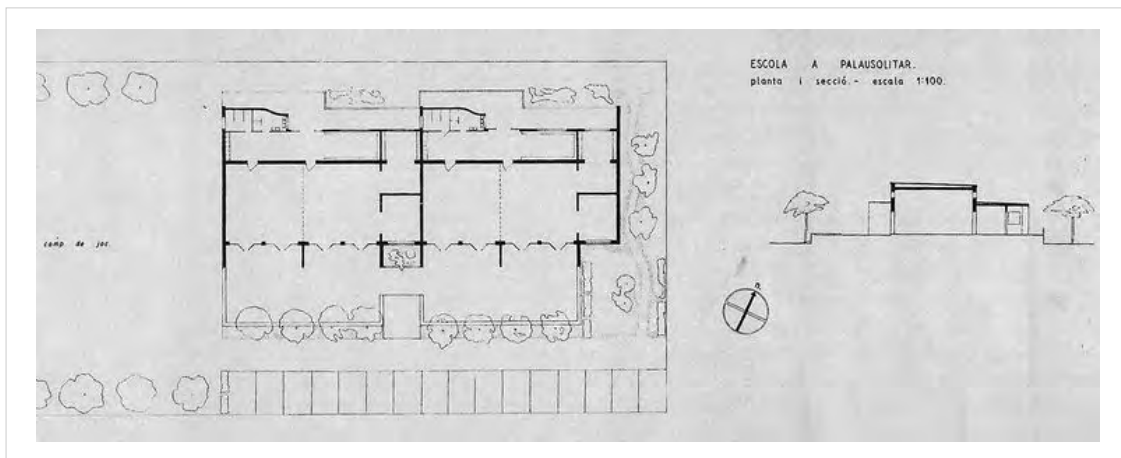 ESCOLA A PALAUSOLITAR.
planta i secció.- escala 1:100.
camp de joc
n.